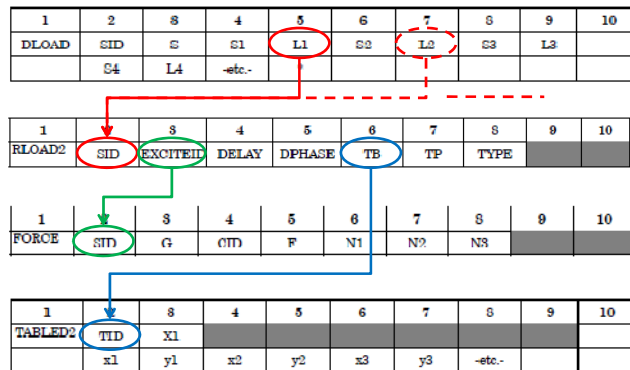 1 2 3 4 5 6 7 8 9 10
DLOAD SID S S1 L1 S2 L2 S3 L3
S4 L4 -etc.-
1 2 3 4 5 6 7 8 9 10
RLOAD2 SID EXCITEID DELAY DPHASE TB TP TYPE
1 3 4 5 6 7 8 9 10
FORCE SID G CID F N1 N2 N3
1 3 4 5 6 7 8 9 10
TABLED2 TID X1
x1 y1 x2 y2 x3 y3 -etc.-